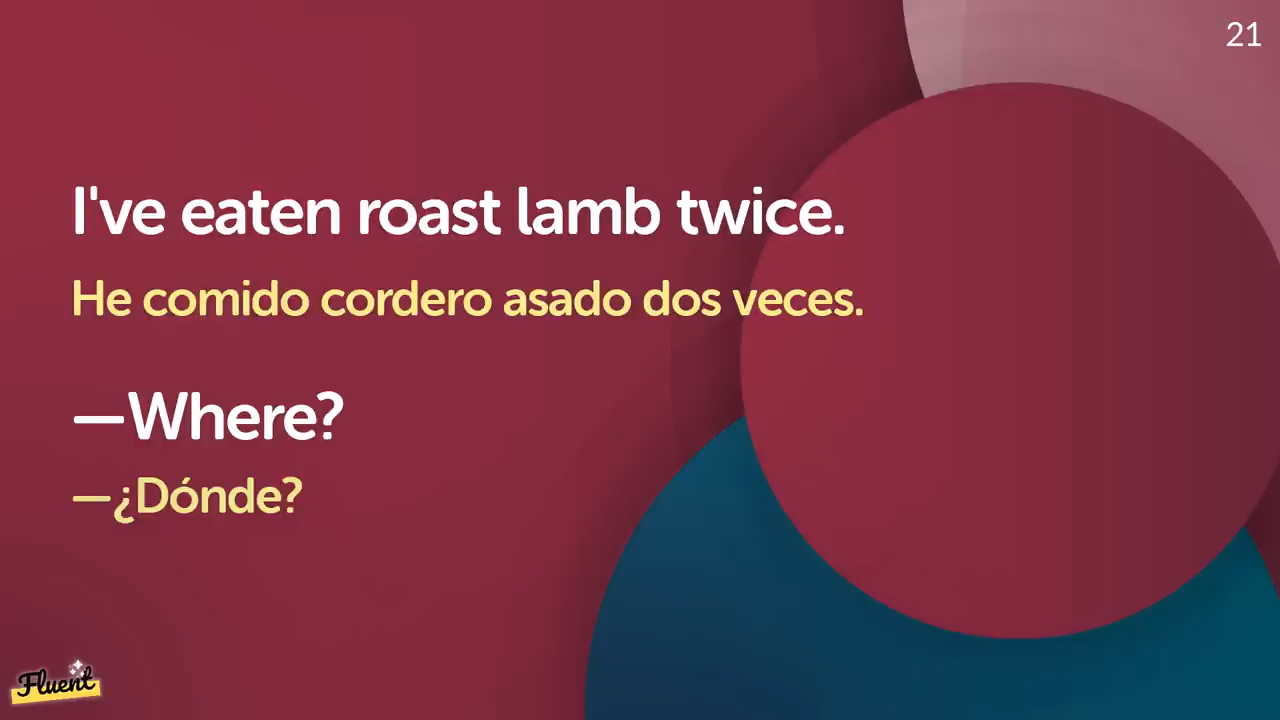 21
I've eaten roast lamb twice.
He comido cordero asado dos veces.
—Where?
—¿Dónde?
Fluent